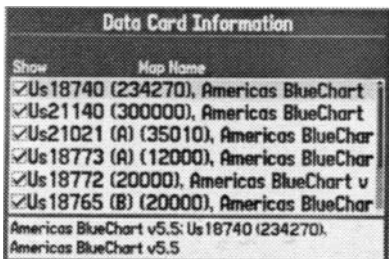 Data Card Information
Show Map Name
Us18740 (234270), Americas BlueChart
Us21140 (300000), Americas BlueChart
Us21021 (A) (35010), Americas BlueChar
Us18773 (A) (12000), Americas BlueChar
Us18772 (20000), Americas BlueChart v
Us18765 (B) (20000), Americas BlueChar
Americas BlueChart v5.5; Us18740 (234270),
Americas BlueChart v5.5